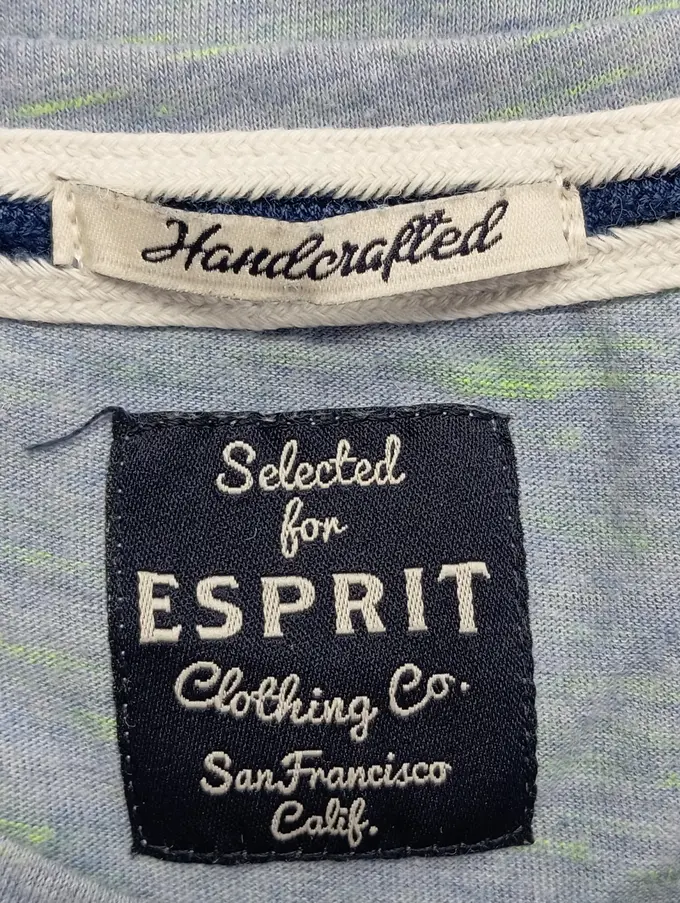 Handcrafted
Selected
for
ESPRIT
Clothing Co.
San Francisco
Calif.